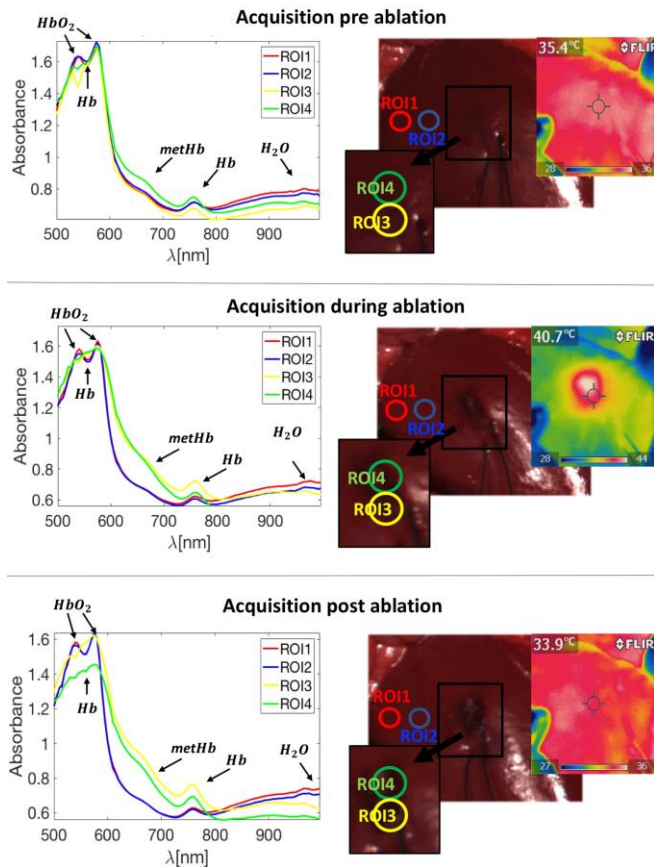 Acquisition pre ablation
HbO₂
Hb
metHb
Hb
H₂O
ROI1
ROI2
ROI3
ROI4
Absorbance
1.6
1.4
1.2
1
0.8
500 600 700 800 900
λ[nm]
ROI1
ROI2
ROI4
ROI3
35.4°C
FLIR
28 36
Acquisition during ablation
HbO₂
Hb
metHb
Hb
H₂O
ROI1
ROI2
ROI3
ROI4
Absorbance
1.6
1.4
1.2
1
0.8
0.6
500 600 700 800 900
λ[nm]
ROI1
ROI2
ROI4
ROI3
40.7°C
FLIR
28 44
Acquisition post ablation
HbO₂
Hb
metHb
Hb
H₂O
ROI1
ROI2
ROI3
ROI4
Absorbance
1.6
1.4
1.2
1
0.8
0.6
500 600 700 800 900
λ[nm]
ROI1
ROI2
ROI4
ROI3
33.9°C
FLIR
27 36